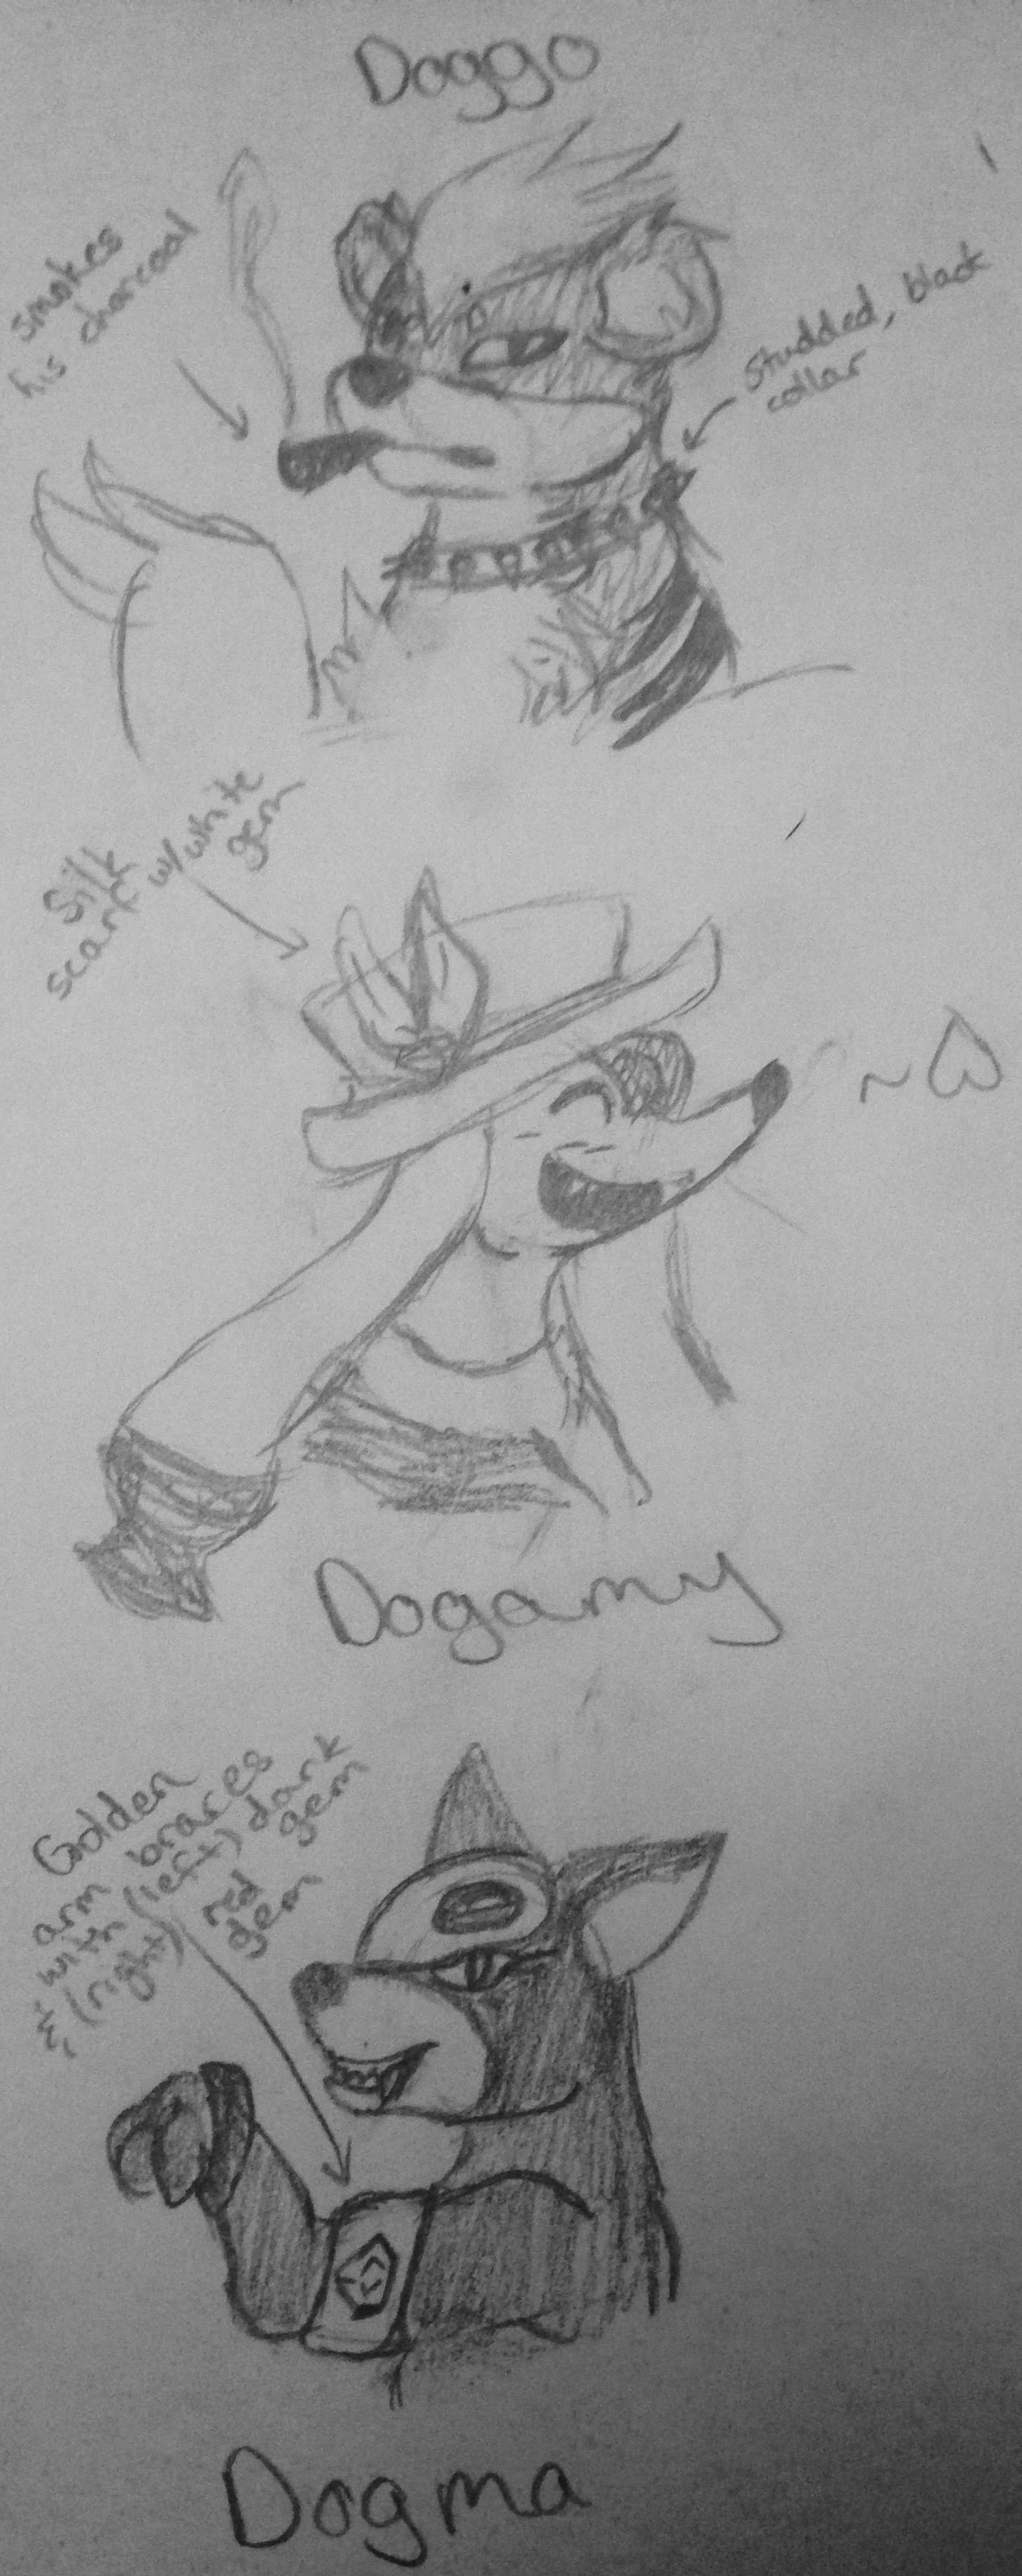 Doggo
smokes
his charcoal
studded, black
collar
Silk
scarf w/ white
gem
~♡
Dogamy
Golden
arm braces
with (left) dark
gem
& (right) red
gem
Dogma